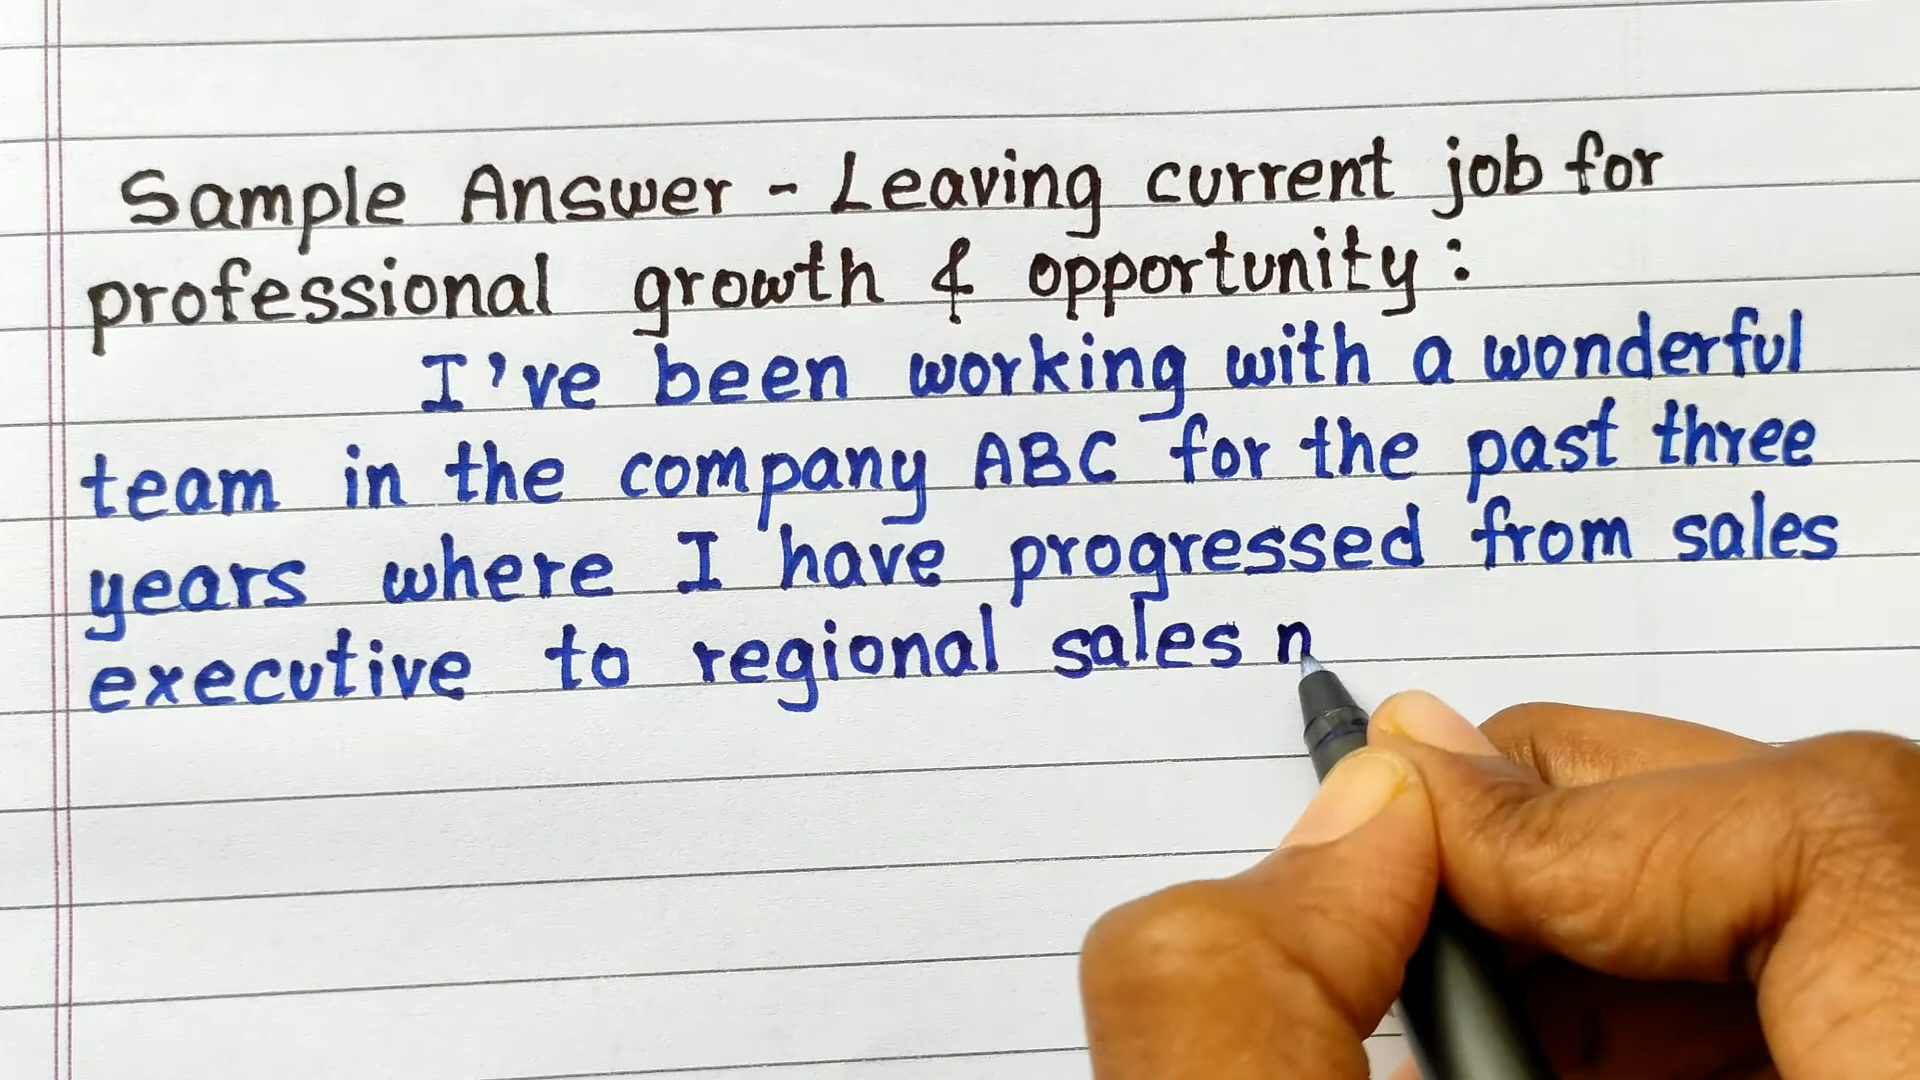 Sample Answer - Leaving current job for
professional growth & opportunity :
I've been working with a wonderful
team in the company ABC for the past three
years where I have progressed from sales
executive to regional sales n